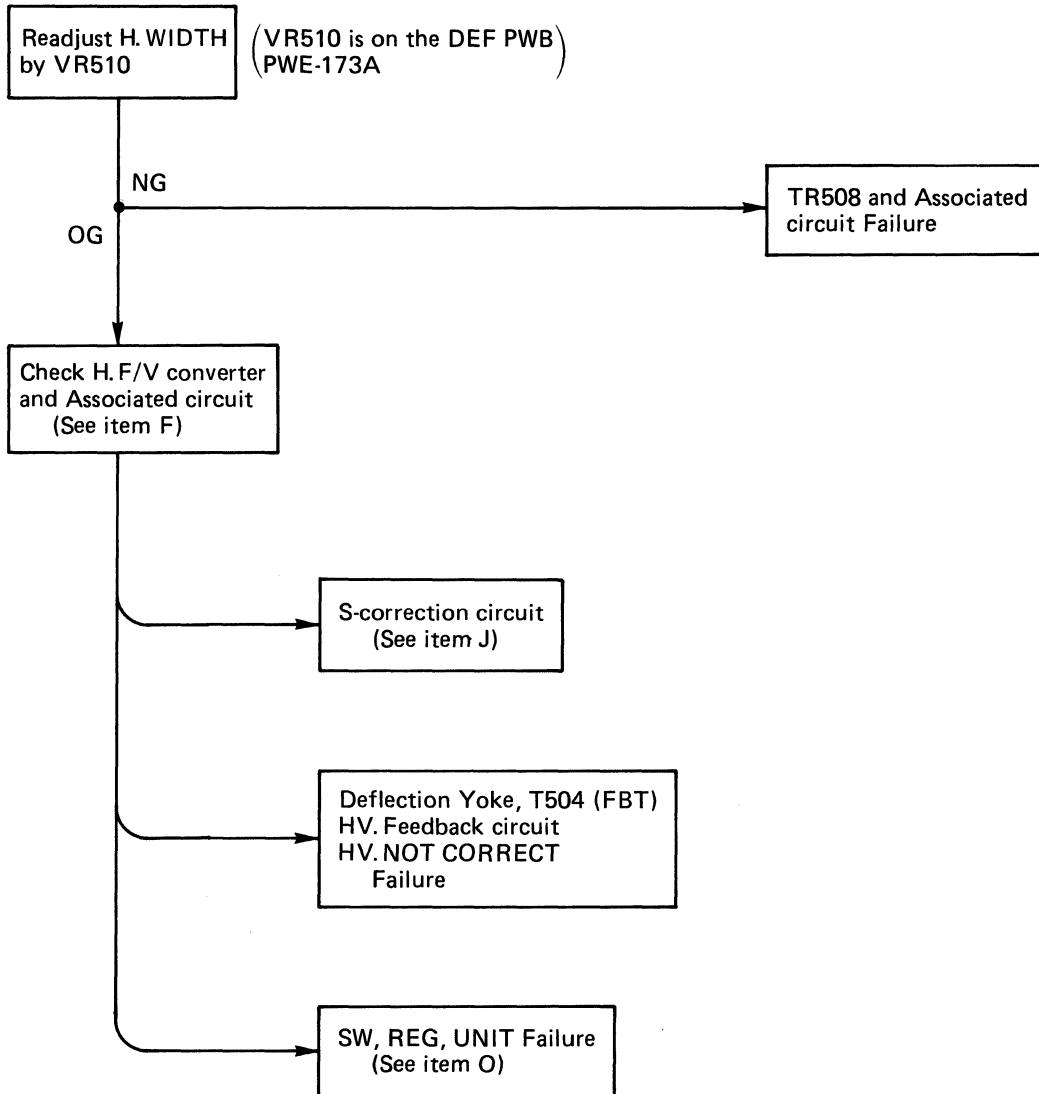 Readjust H. WIDTH
by VR510
(VR510 is on the DEF PWB
PWE-173A)
NG
OG
TR508 and Associated
circuit Failure
Check H. F/V converter
and Associated circuit
(See item F)
S-correction circuit
(See item J)
Deflection Yoke, T504 (FBT)
HV. Feedback circuit
HV. NOT CORRECT
Failure
SW, REG, UNIT Failure
(See item O)